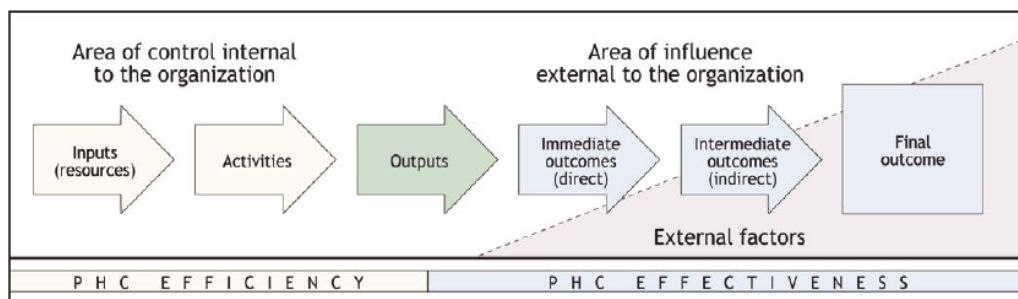 Area of control internal
to the organization
Area of influence
external to the organization
Inputs
(resources)
Activities
Outputs
Immediate
outcomes
(direct)
Intermediate
outcomes
(indirect)
Final
outcome
External factors
PHC EFFICIENCY
PHC EFFECTIVENESS